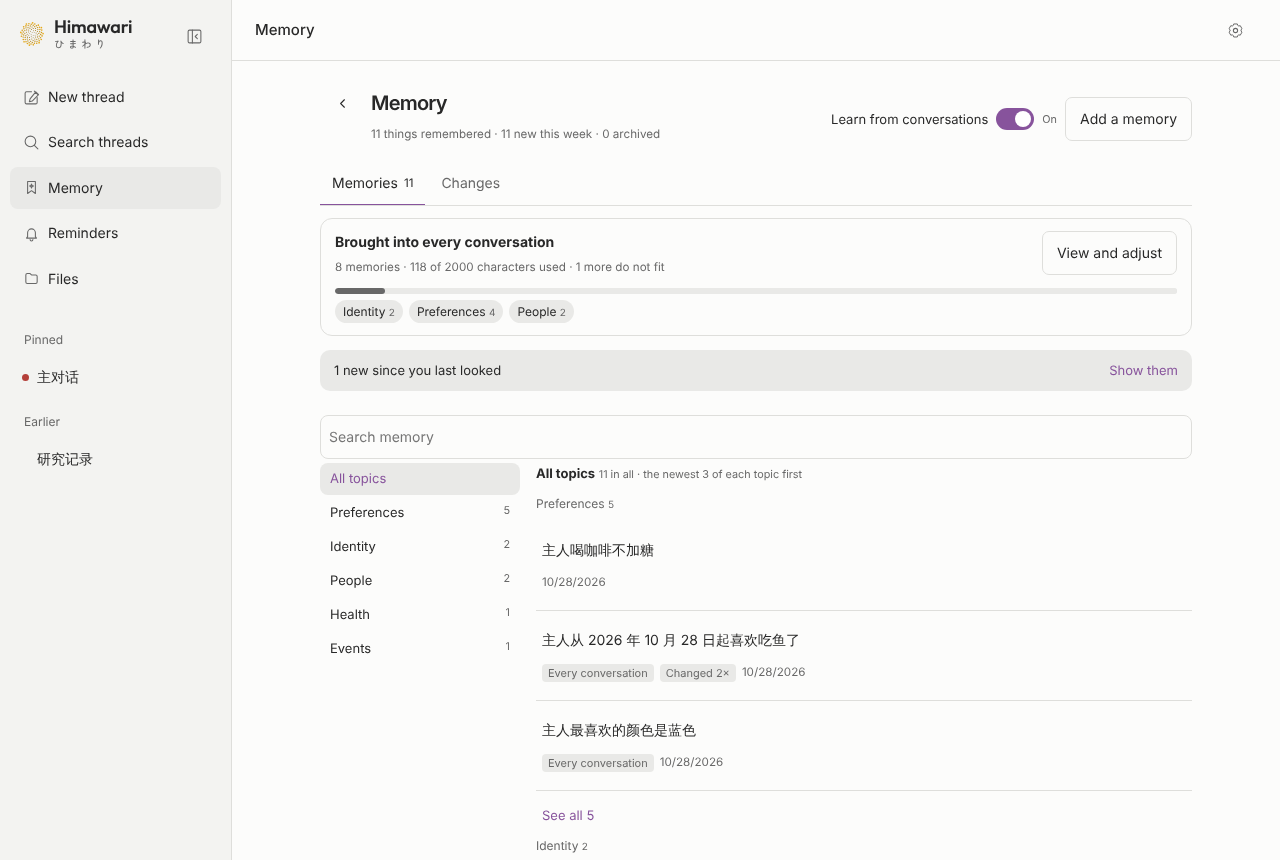 Himawari
ひまわり
New thread
Search threads
Memory
Reminders
Files
Pinned
主对话
Earlier
研究记录
Memory
Memory
11 things remembered · 11 new this week · 0 archived
Learn from conversations On
Add a memory
Memories 11 Changes
Brought into every conversation
8 memories · 118 of 2000 characters used · 1 more do not fit
View and adjust
Identity 2 Preferences 4 People 2
1 new since you last looked Show them
Search memory
All topics
Preferences 5
Identity 2
People 2
Health 1
Events 1
All topics 11 in all · the newest 3 of each topic first
Preferences 5
主人喝咖啡不加糖
10/28/2026
主人从 2026 年 10 月 28 日起喜欢吃鱼了
Every conversation Changed 2× 10/28/2026
主人最喜欢的颜色是蓝色
Every conversation 10/28/2026
See all 5
Identity 2